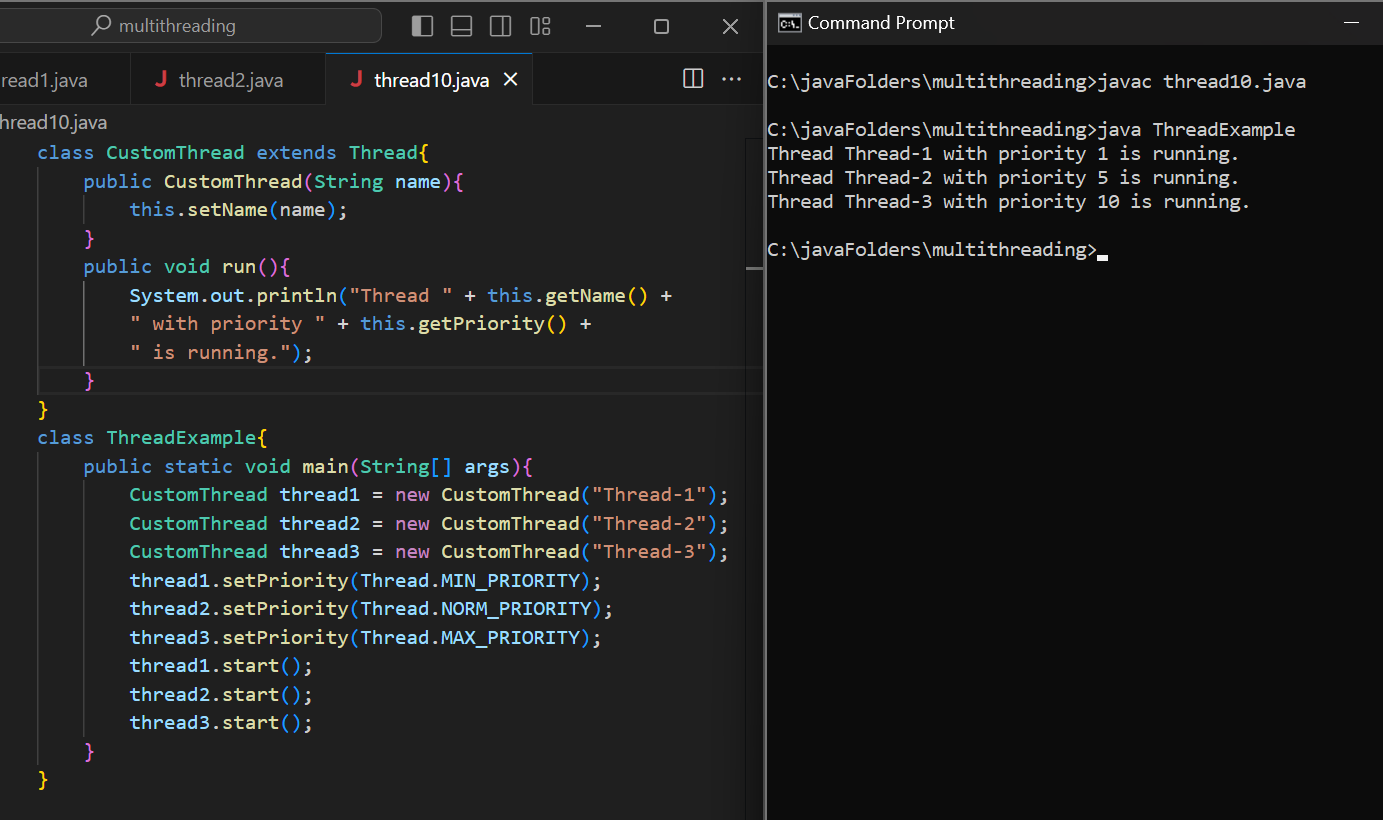 multithreading
read1.java
thread2.java
thread10.java
hread10.java
class CustomThread extends Thread{
public CustomThread(String name){
this.setName(name);
}
public void run(){
System.out.println("Thread " + this.getName() +
" with priority " + this.getPriority() +
" is running.");
}
}
class ThreadExample{
public static void main(String[] args){
CustomThread thread1 = new CustomThread("Thread-1");
CustomThread thread2 = new CustomThread("Thread-2");
CustomThread thread3 = new CustomThread("Thread-3");
thread1.setPriority(Thread.MIN_PRIORITY);
thread2.setPriority(Thread.NORM_PRIORITY);
thread3.setPriority(Thread.MAX_PRIORITY);
thread1.start();
thread2.start();
thread3.start();
}
}
Command Prompt
C:\javaFolders\multithreading>javac thread10.java
C:\javaFolders\multithreading>java ThreadExample
Thread Thread-1 with priority 1 is running.
Thread Thread-2 with priority 5 is running.
Thread Thread-3 with priority 10 is running.
C:\javaFolders\multithreading>